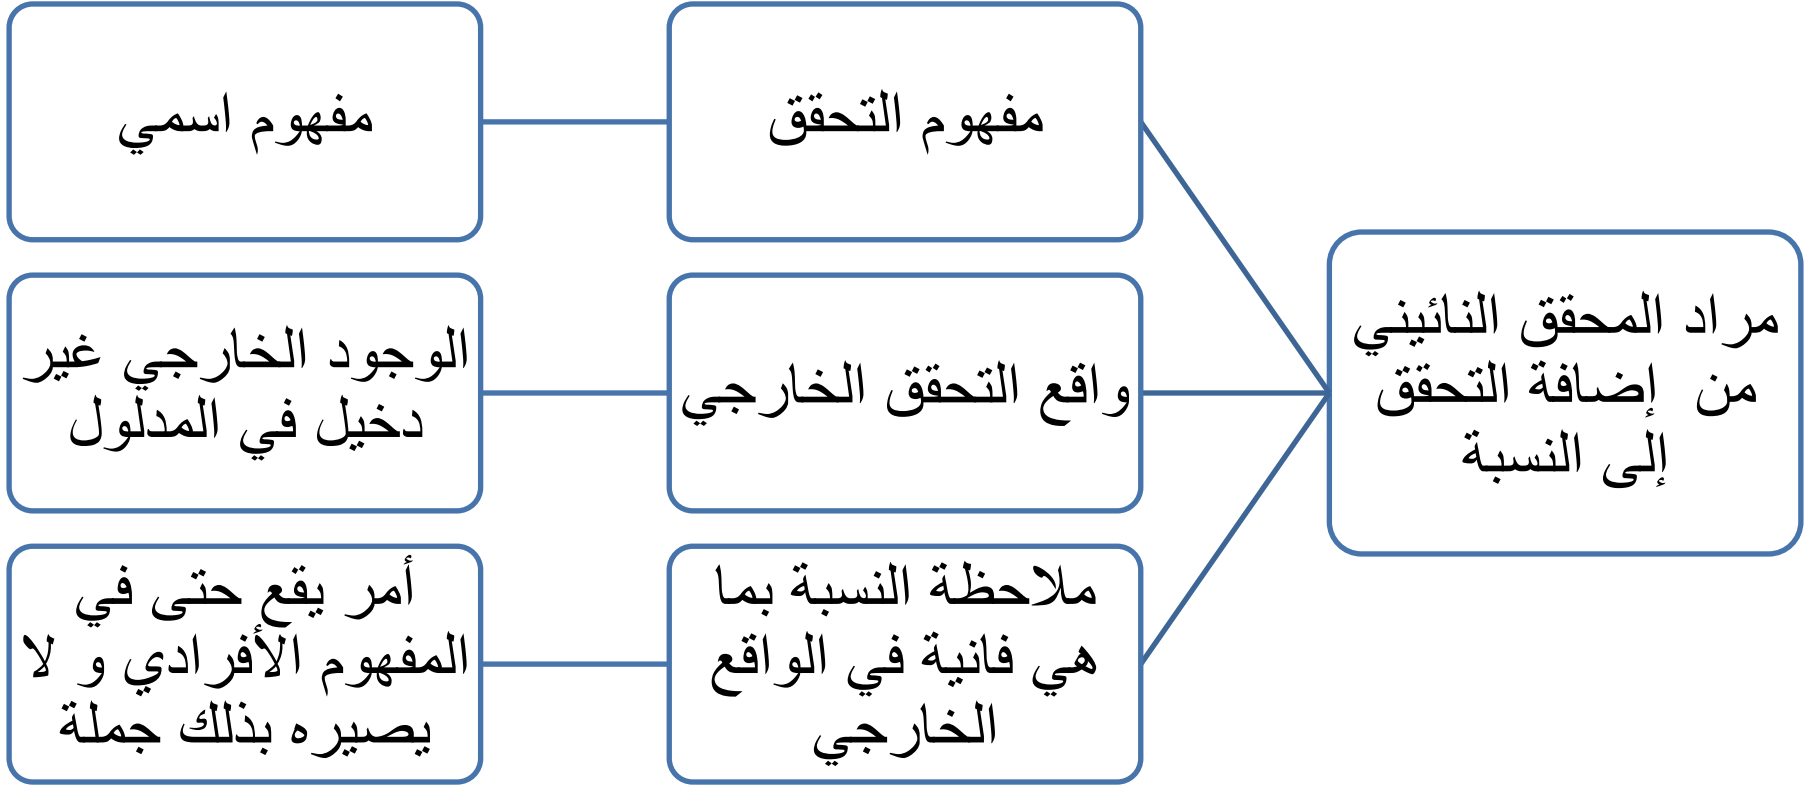 مراد المحقق النائيني
من إضافة التحقق
إلى النسبة
مفهوم التحقق
مفهوم اسمي
واقع التحقق الخارجي
الوجود الخارجي غير
دخيل في المدلول
ملاحظة النسبة بما
هي فانية في الواقع
الخارجي
أمر يقع حتى في
المفهوم الأفرادي و لا
يصيره بذلك جملة